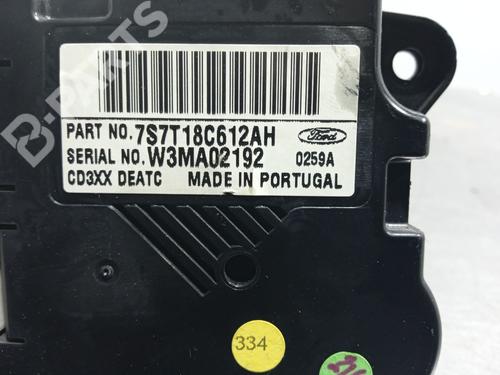 B-PARTS
PART NO. 7S7T18C612AH Ford
SERIAL NO. W3MA02192 0259A
CD3XX DEATC MADE IN PORTUGAL
334